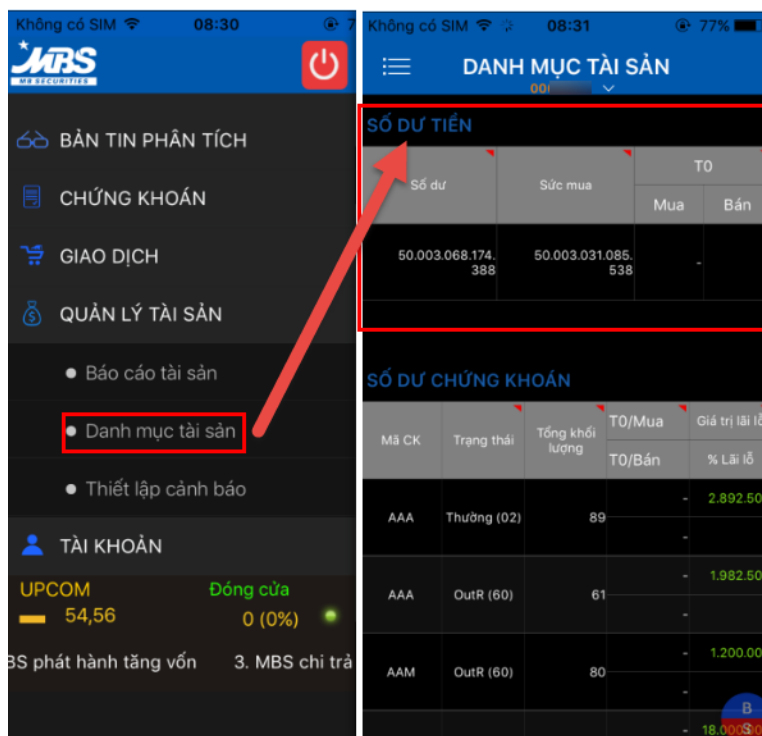 Không có SIM 08:30 7
MBS
MB SECURITIES
BẢN TIN PHÂN TÍCH
CHỨNG KHOÁN
GIAO DỊCH
QUẢN LÝ TÀI SẢN
Báo cáo tài sản
Danh mục tài sản
Thiết lập cảnh báo
TÀI KHOẢN
UPCOM Đóng cửa
54,56 0 (0%)
BS phát hành tăng vốn 3. MBS chi trả
Không có SIM 08:31 77%
DANH MỤC TÀI SẢN
00
SỐ DƯ TIỀN
Số dư Sức mua T0
Mua Bán
50.003.068.174. 50.003.031.085. -
388 538
SỐ DƯ CHỨNG KHOÁN
Mã CK Trạng thái Tổng khối lượng T0/Mua Giá trị lãi lỗ
T0/Bán % Lãi lỗ
- 2.892.50
AAA Thường (02) 89
-
- 1.982.50
AAA OutR (60) 61
-
- 1.200.00
AAM OutR (60) 80
-
B
- 18.000.00
S